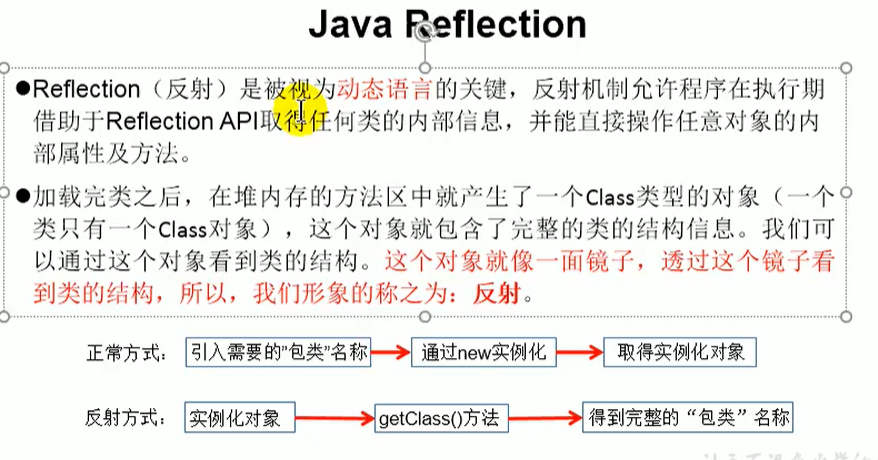 Java Reflection
●Reflection（反射）是被视为动态语言的关键，反射机制允许程序在执行期
借助于Reflection API取得任何类的内部信息，并能直接操作任意对象的内
部属性及方法。
●加载完类之后，在堆内存的方法区中就产生了一个Class类型的对象（一个
类只有一个Class对象），这个对象就包含了完整的类的结构信息。我们可
以通过这个对象看到类的结构。这个对象就像一面镜子，透过这个镜子看
到类的结构，所以，我们形象的称之为：反射。
正常方式： 引入需要的”包类”名称 通过new实例化 取得实例化对象
反射方式： 实例化对象 getClass()方法 得到完整的“包类”名称